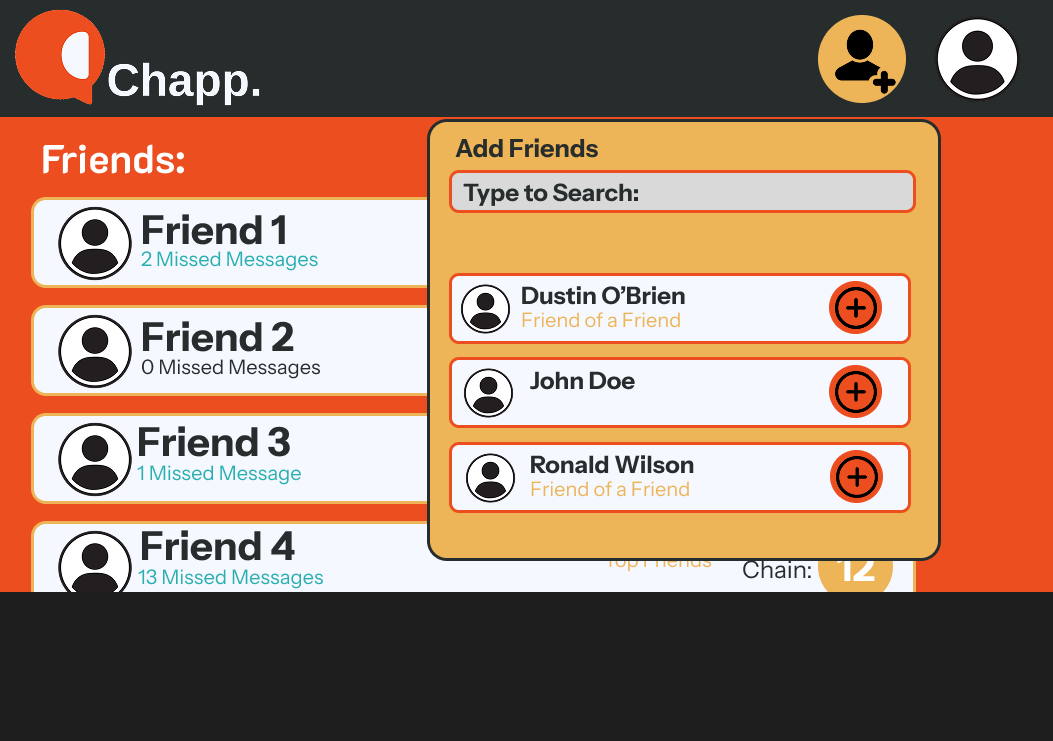 Chapp.
Friends:
Friend 1
2 Missed Messages
Friend 2
0 Missed Messages
Friend 3
1 Missed Message
Friend 4
13 Missed Messages
Add Friends
Type to Search:
Dustin O’Brien
Friend of a Friend
John Doe
Ronald Wilson
Friend of a Friend
Top Friends
Chain: 12